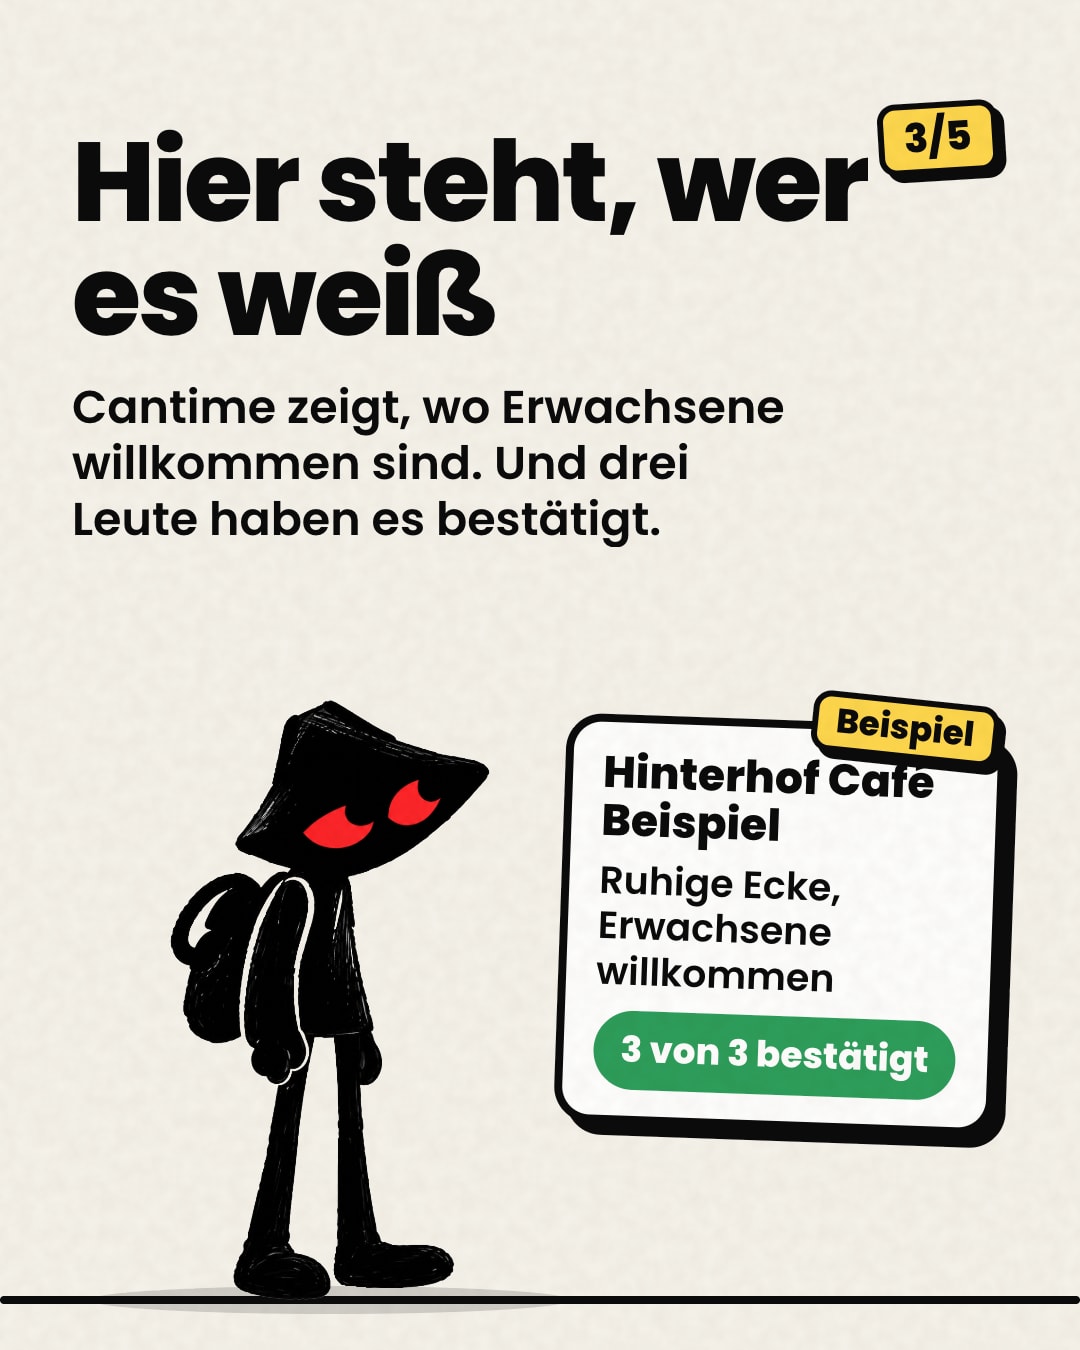 Hier steht, wer
3/5
es weiß
Cantime zeigt, wo Erwachsene
willkommen sind. Und drei
Leute haben es bestätigt.
Beispiel
Hinterhof Café
Beispiel
Ruhige Ecke,
Erwachsene
willkommen
3 von 3 bestätigt